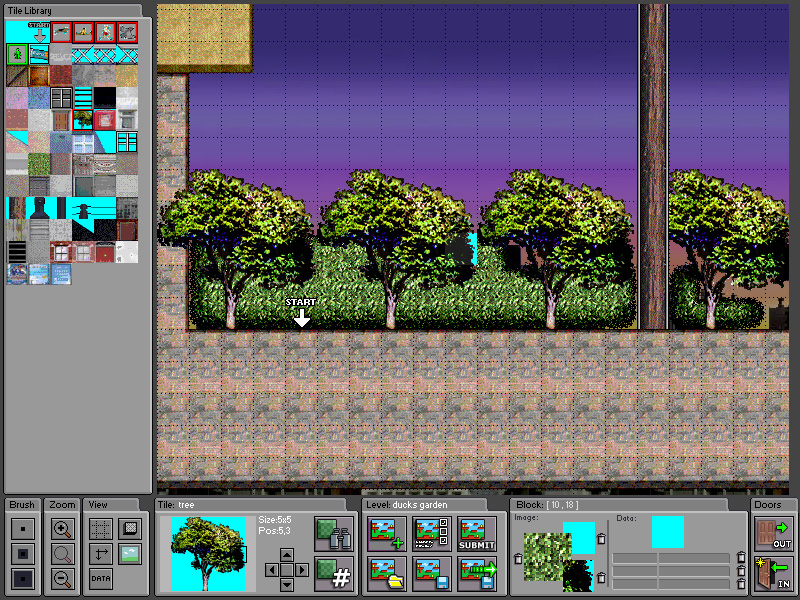 Tile Library
START
START
Brush
Zoom
View
DATA
Tile: tree
Size:5x5
Pos:5,3
#
Level: ducks garden
SUBMIT
Block: [ 10 , 18 ]
Image:
Data:
Doors
OUT
IN